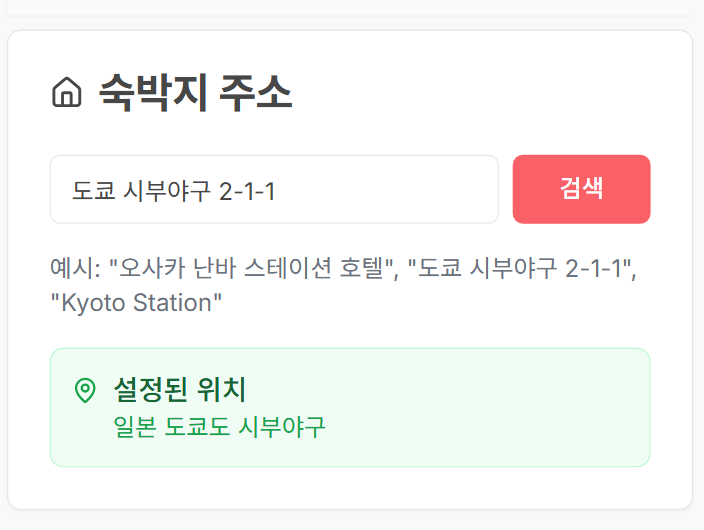 숙박지 주소
도쿄 시부야구 2-1-1
검색
예시: "오사카 난바 스테이션 호텔", "도쿄 시부야구 2-1-1",
"Kyoto Station"
설정된 위치
일본 도쿄도 시부야구